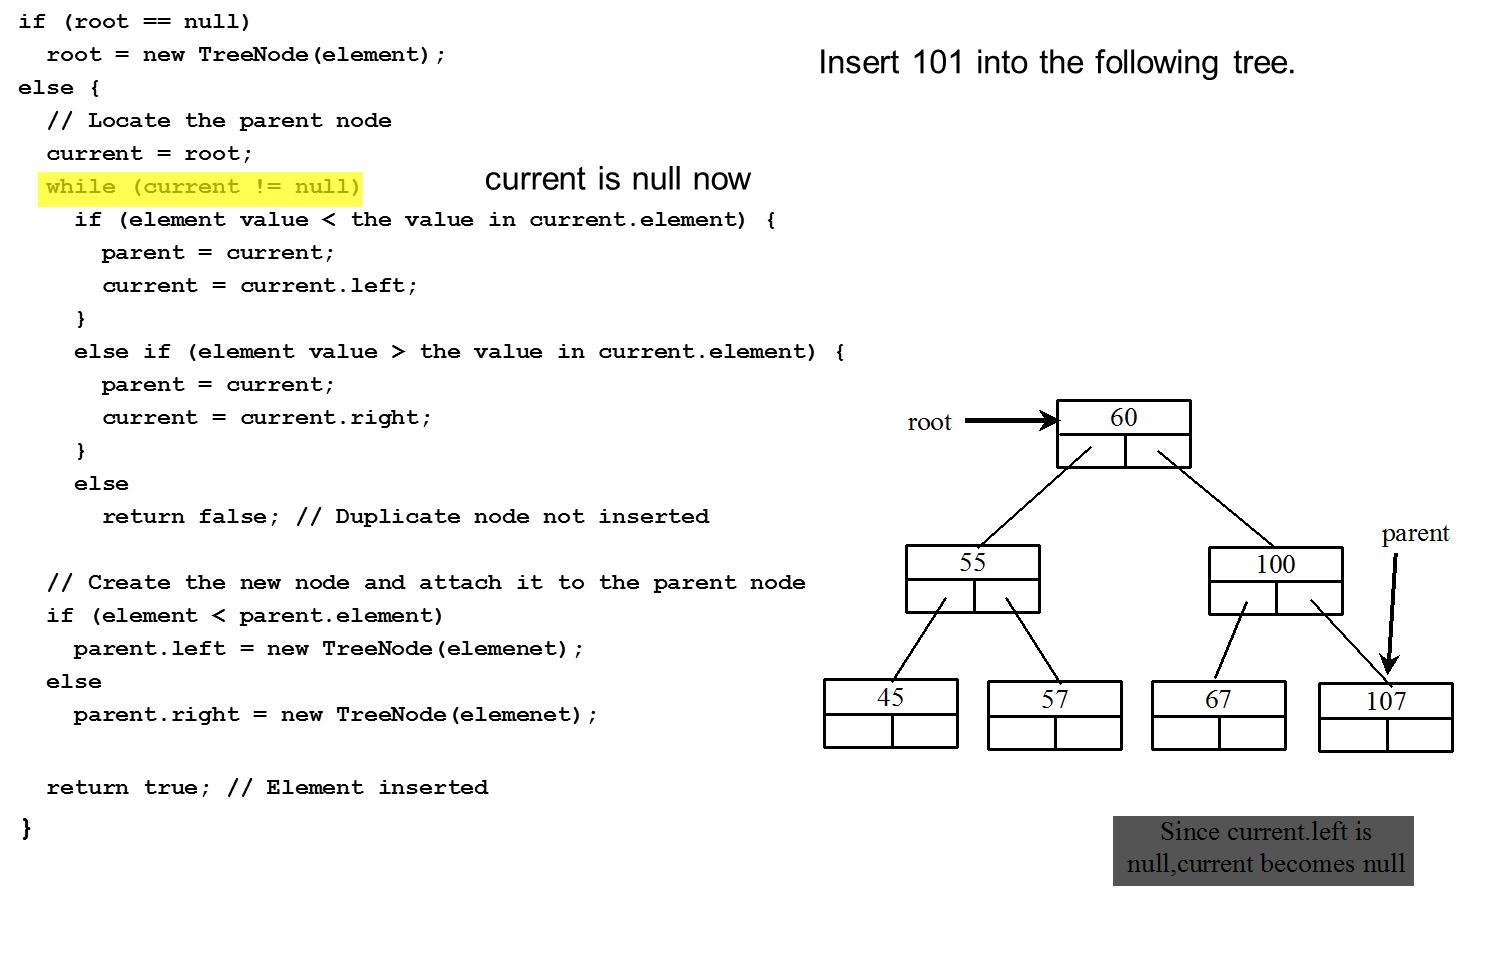 if (root == null)
root = new TreeNode(element);
else {
// Locate the parent node
current = root;
while (current != null)
if (element value < the value in current.element) {
parent = current;
current = current.left;
}
else if (element value > the value in current.element) {
parent = current;
current = current.right;
}
else
return false; // Duplicate node not inserted
// Create the new node and attach it to the parent node
if (element < parent.element)
parent.left = new TreeNode(elemenet);
else
parent.right = new TreeNode(elemenet);
return true; // Element inserted
}
Insert 101 into the following tree.
current is null now
root
60
parent
55
100
45
57
67
107
Since current.left is
null,current becomes null